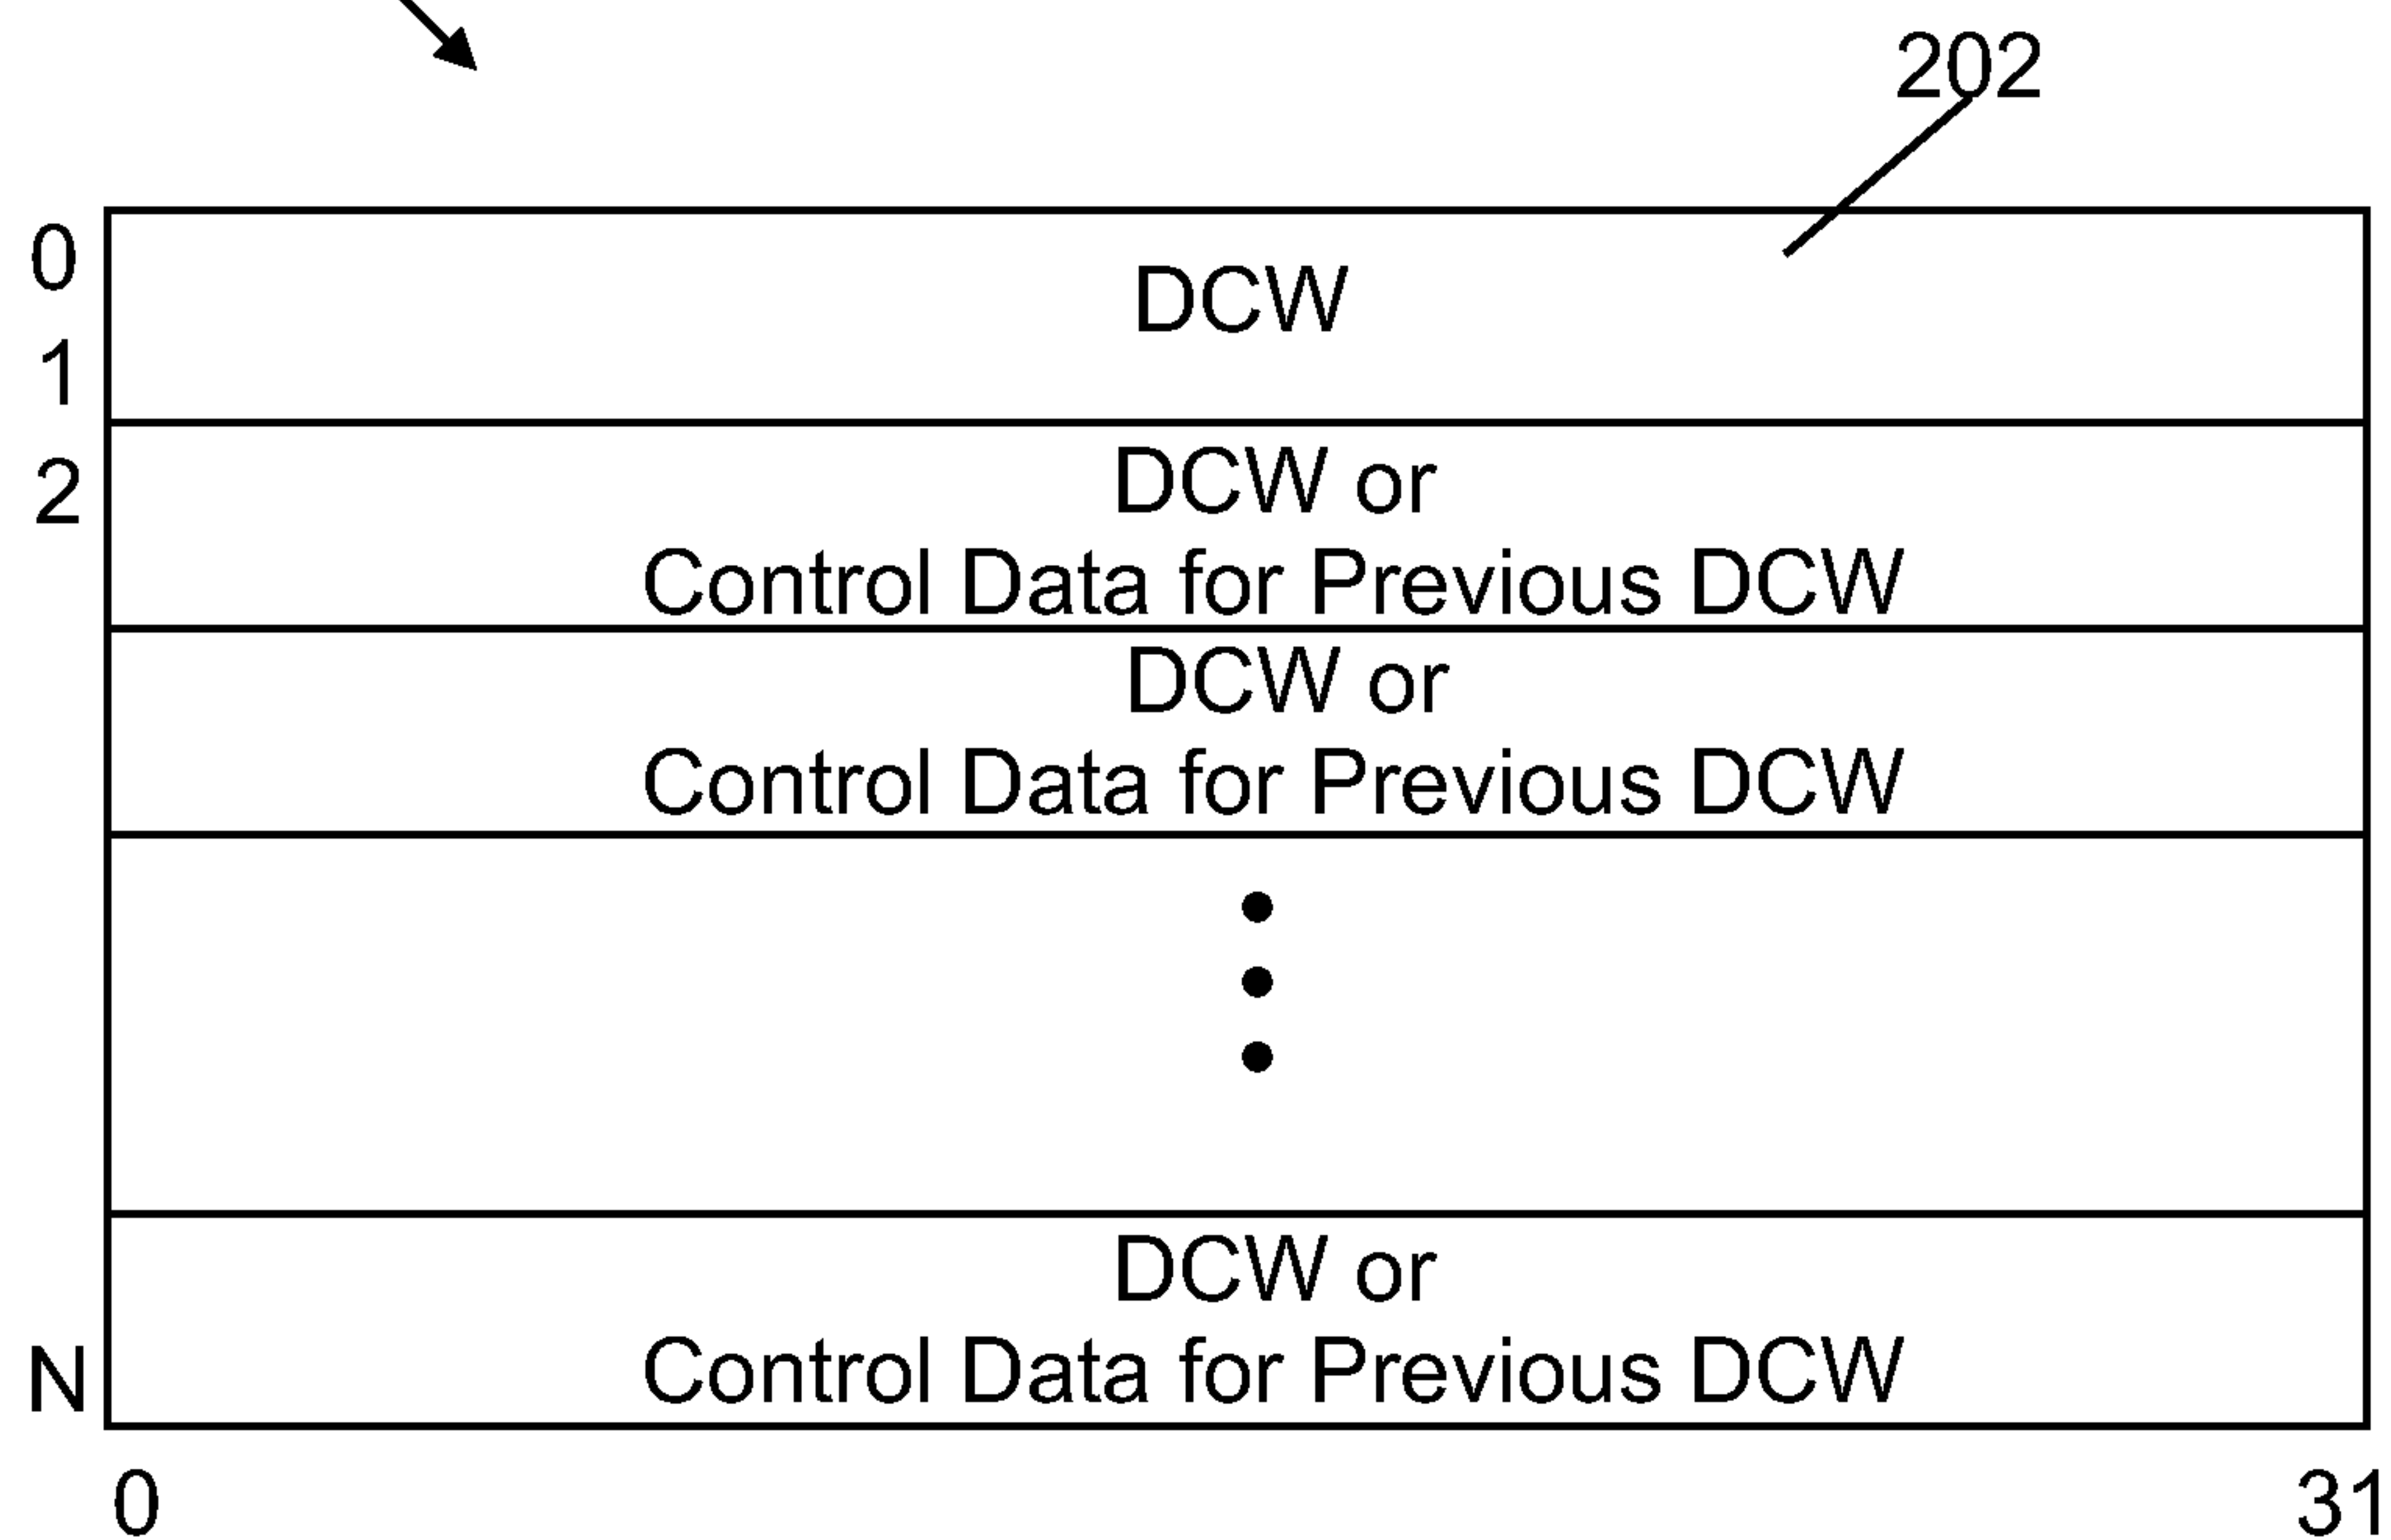 202
0
DCW
1
2
DCW or
Control Data for Previous DCW
DCW or
Control Data for Previous DCW
DCW or
N
Control Data for Previous DCW
0
31